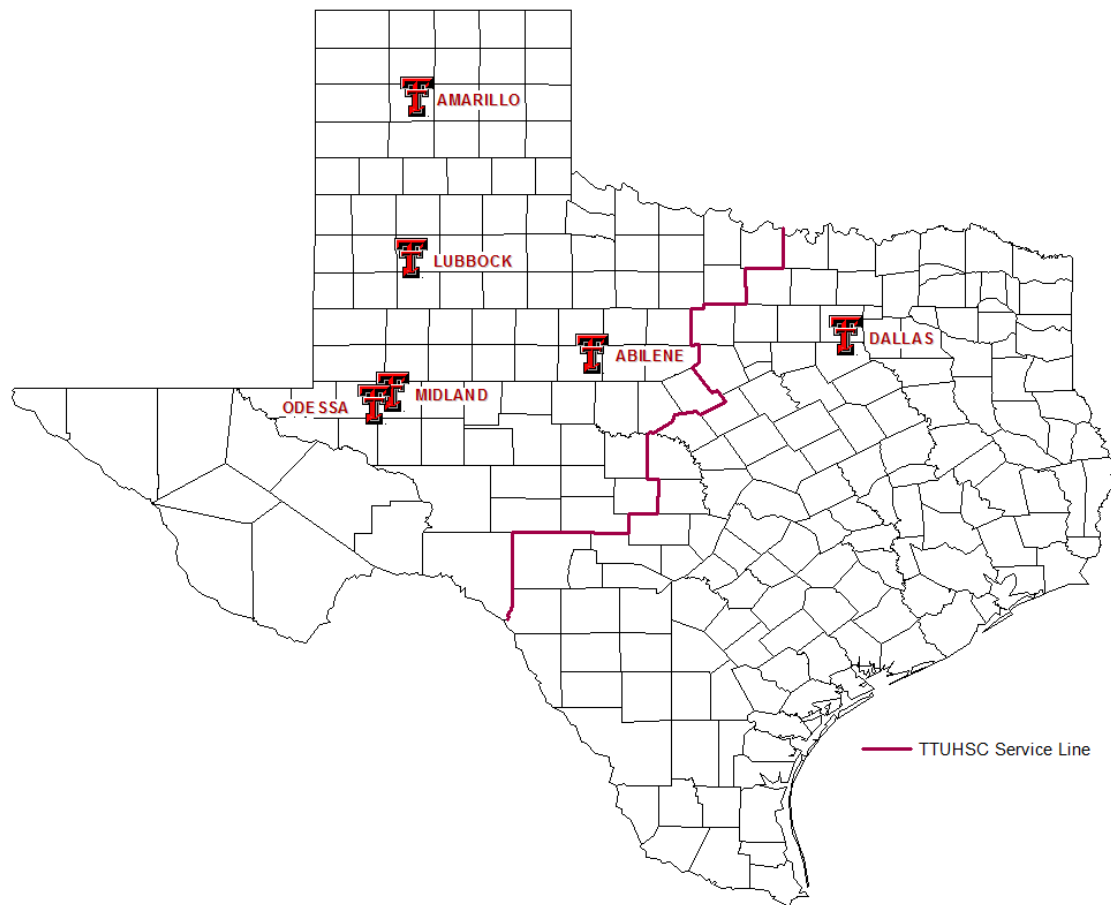 AMARILLO
LUBBOCK
DALLAS
ABILENE
MIDLAND
ODESSA
TTUHSC Service Line